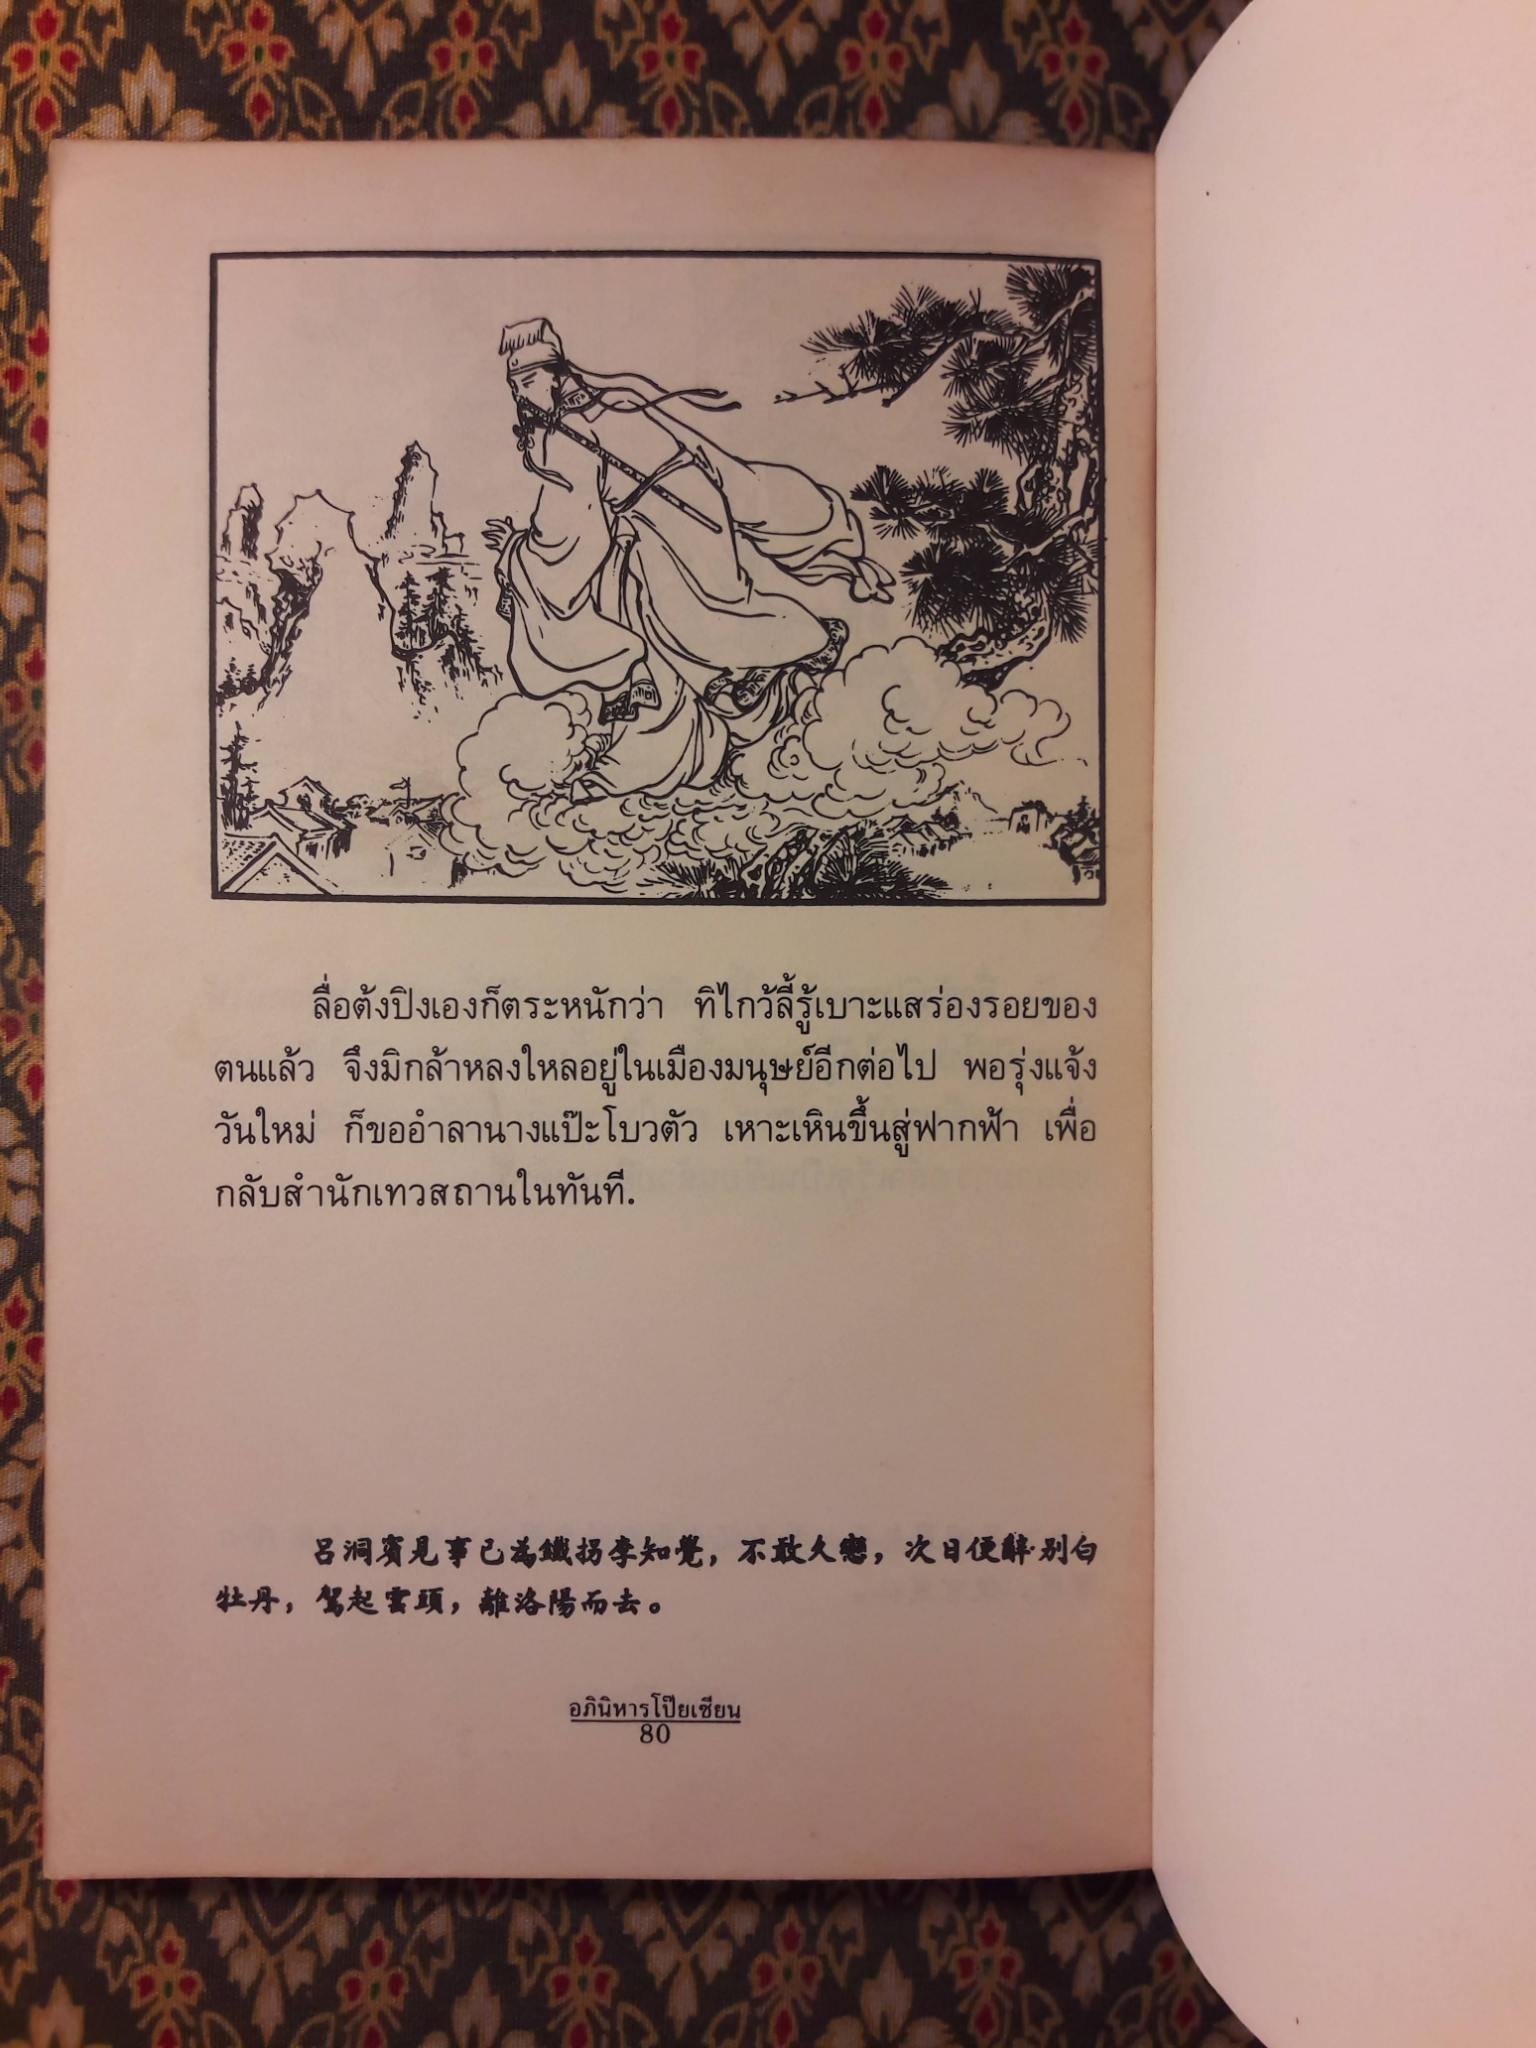 ลื่อต้งปิงเองก็ตระหนักว่า ทิไกว้ลี้รู้เบาะแสร่องรอยของ
ตนแล้ว จึงมิกล้าหลงใหลอยู่ในเมืองมนุษย์อีกต่อไป พอรุ่งแจ้ง
วันใหม่ ก็ขออำลานางแป๊ะโบวตัว เหาะเหินขึ้นสู่ฟากฟ้า เพื่อ
กลับสำนักเทวสถานในทันที.
呂洞賓見事已為鐵拐李知覺，不敢久戀，次日便辭別白
牡丹，駕起雲頭，離洛陽而去。
อภินิหารโป๊ยเซียน
80